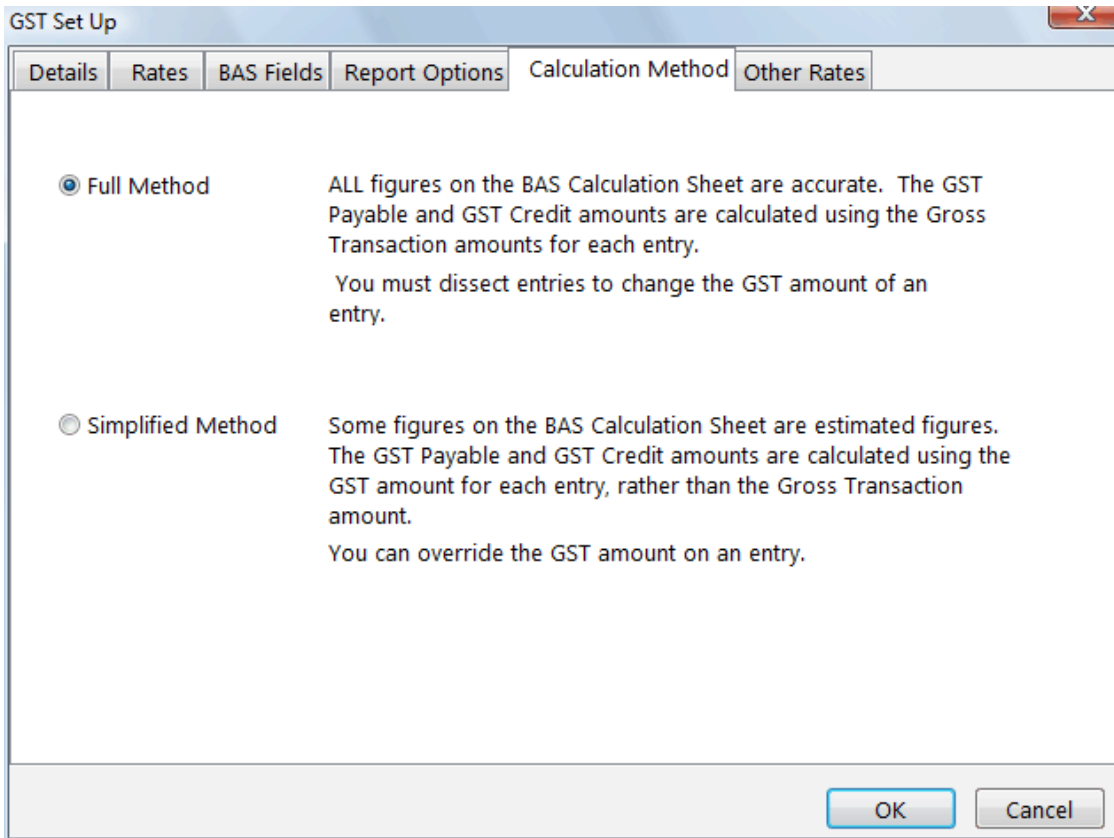 GST Set Up
Details Rates BAS Fields Report Options Calculation Method Other Rates
Full Method
ALL figures on the BAS Calculation Sheet are accurate. The GST
Payable and GST Credit amounts are calculated using the Gross
Transaction amounts for each entry.
You must dissect entries to change the GST amount of an
entry.
Simplified Method
Some figures on the BAS Calculation Sheet are estimated figures.
The GST Payable and GST Credit amounts are calculated using the
GST amount for each entry, rather than the Gross Transaction
amount.
You can override the GST amount on an entry.
OK Cancel